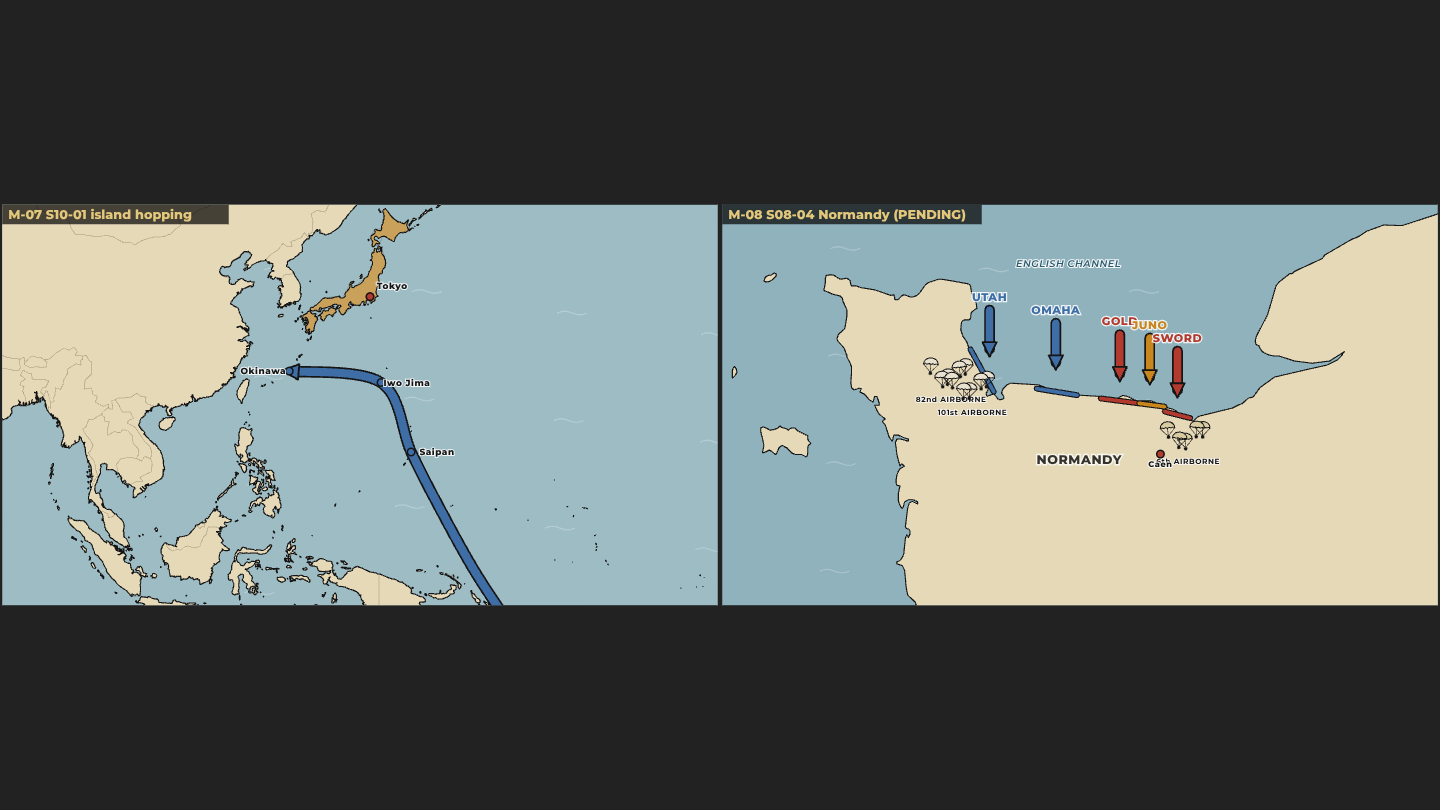 M-07 S10-01 island hopping
Tokyo
Okinawa
Iwo Jima
Saipan
M-08 S08-04 Normandy (PENDING)
ENGLISH CHANNEL
UTAH
OMAHA
GOLD
JUNO
SWORD
82nd AIRBORNE
101st AIRBORNE
NORMANDY
Caen
6th AIRBORNE